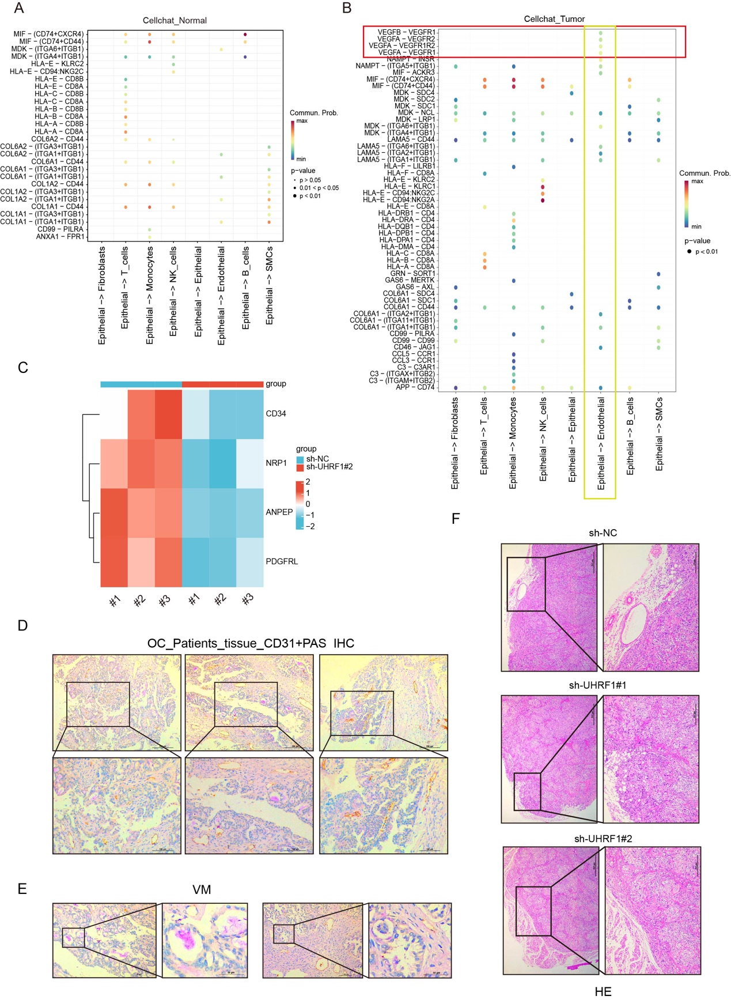 A
Cellchat_Normal
MIF − (CD74+CXCR4)
MIF − (CD74+CD44)
MDK − (ITGA6+ITGB1)
MDK − (ITGA4+ITGB1)
HLA−E − KLRC2
HLA−E − CD94:NKG2C
HLA−E − CD8B
HLA−E − CD8A
HLA−C − CD8B
HLA−C − CD8A
HLA−B − CD8B
HLA−B − CD8A
HLA−A − CD8B
HLA−A − CD8A
COL6A2 − CD44
COL6A2 − (ITGA3+ITGB1)
COL6A2 − (ITGA1+ITGB1)
COL6A1 − CD44
COL6A1 − (ITGA3+ITGB1)
COL6A1 − (ITGA1+ITGB1)
COL1A2 − CD44
COL1A2 − (ITGA3+ITGB1)
COL1A2 − (ITGA1+ITGB1)
COL1A1 − CD44
COL1A1 − (ITGA3+ITGB1)
COL1A1 − (ITGA1+ITGB1)
CD99 − PILRA
ANXA1 − FPR1
Epithelial −> Fibroblasts
Epithelial −> T_cells
Epithelial −> Monocytes
Epithelial −> NK_cells
Epithelial −> Epithelial
Epithelial −> Endothelial
Epithelial −> B_cells
Epithelial −> SMCs
Commun. Prob.
max
min
p−value
p > 0.05
0.01 < p < 0.05
p < 0.01
B
Cellchat_Tumor
VEGFB − VEGFR1
VEGFA − VEGFR2
VEGFA − VEGFR1R2
VEGFA − VEGFR1
NAMPT − INSR
NAMPT − (ITGA5+ITGB1)
MIF − ACKR3
MIF − (CD74+CXCR4)
MIF − (CD74+CD44)
MDK − SDC4
MDK − SDC2
MDK − SDC1
MDK − NCL
MDK − LRP1
MDK − (ITGA6+ITGB1)
MDK − (ITGA4+ITGB1)
LAMA5 − CD44
LAMA5 − (ITGA6+ITGB1)
LAMA5 − (ITGA2+ITGB1)
LAMA5 − (ITGA1+ITGB1)
HLA−F − LILRB1
HLA−F − CD8A
HLA−E − KLRC2
HLA−E − KLRC1
HLA−E − CD94:NKG2C
HLA−E − CD94:NKG2A
HLA−E − CD8A
HLA−DRB1 − CD4
HLA−DRA − CD4
HLA−DQB1 − CD4
HLA−DPB1 − CD4
HLA−DPA1 − CD4
HLA−DMA − CD4
HLA−C − CD8A
HLA−B − CD8A
HLA−A − CD8A
GRN − SORT1
GAS6 − MERTK
GAS6 − AXL
COL6A1 − SDC4
COL6A1 − SDC1
COL6A1 − CD44
COL6A1 − (ITGA2+ITGB1)
COL6A1 − (ITGA11+ITGB1)
COL6A1 − (ITGA1+ITGB1)
CD99 − PILRA
CD99 − CD99
CD46 − JAG1
CCL5 − CCR1
CCL3 − CCR1
C3 − C3AR1
C3 − (ITGAX+ITGB2)
C3 − (ITGAM+ITGB2)
APP − CD74
Epithelial −> Fibroblasts
Epithelial −> T_cells
Epithelial −> Monocytes
Epithelial −> NK_cells
Epithelial −> Epithelial
Epithelial −> Endothelial
Epithelial −> B_cells
Epithelial −> SMCs
Commun. Prob.
max
min
p−value
p < 0.01
C
group
CD34
NRP1
ANPEP
PDGFRL
#1
#2
#3
#1
#2
#3
group
sh-NC
sh-UHRF1#2
2
1
0
−1
−2
D
OC_Patients_tissue_CD31+PAS IHC
E
VM
F
sh-NC
sh-UHRF1#1
sh-UHRF1#2
HE